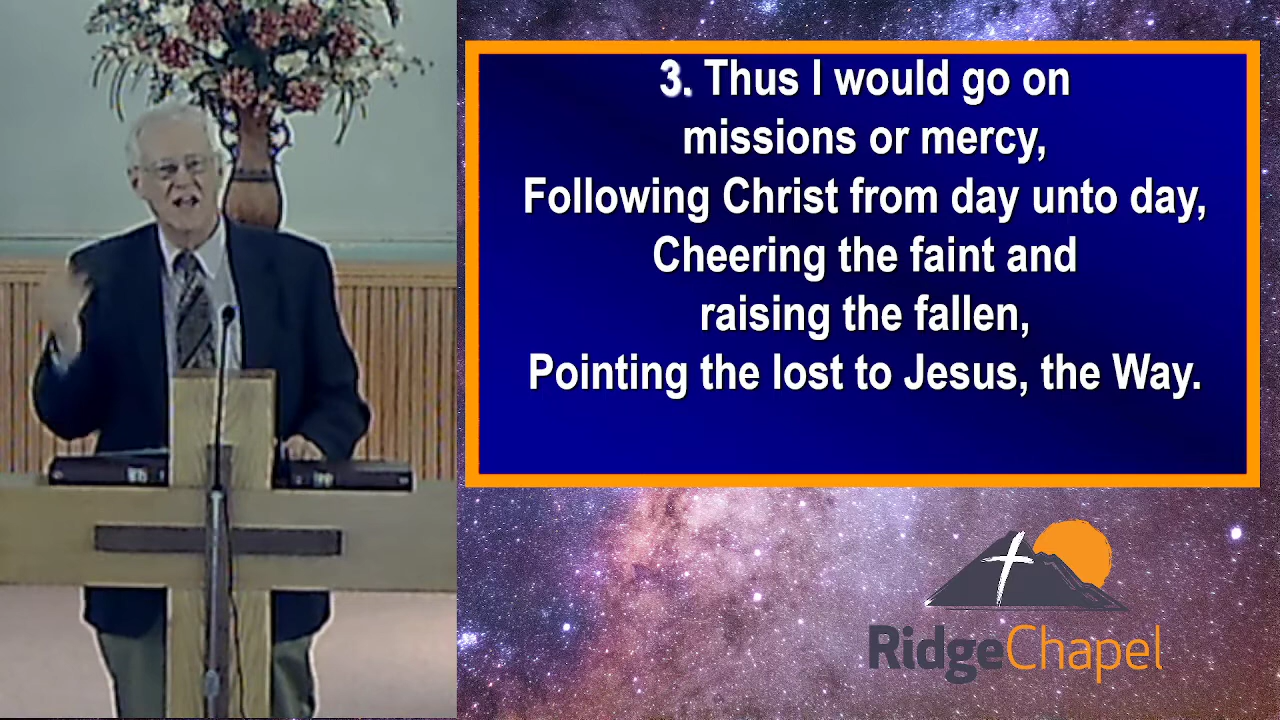 3. Thus I would go on
missions or mercy,
Following Christ from day unto day,
Cheering the faint and
raising the fallen,
Pointing the lost to Jesus, the Way.
RidgeChapel